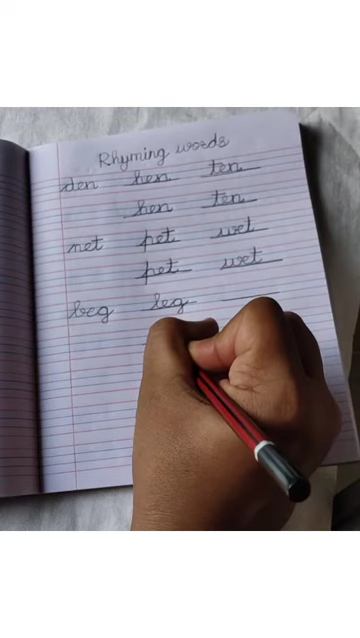 Rhyming words
den hen ten
hen ten
net pet wet
pet wet
beg leg